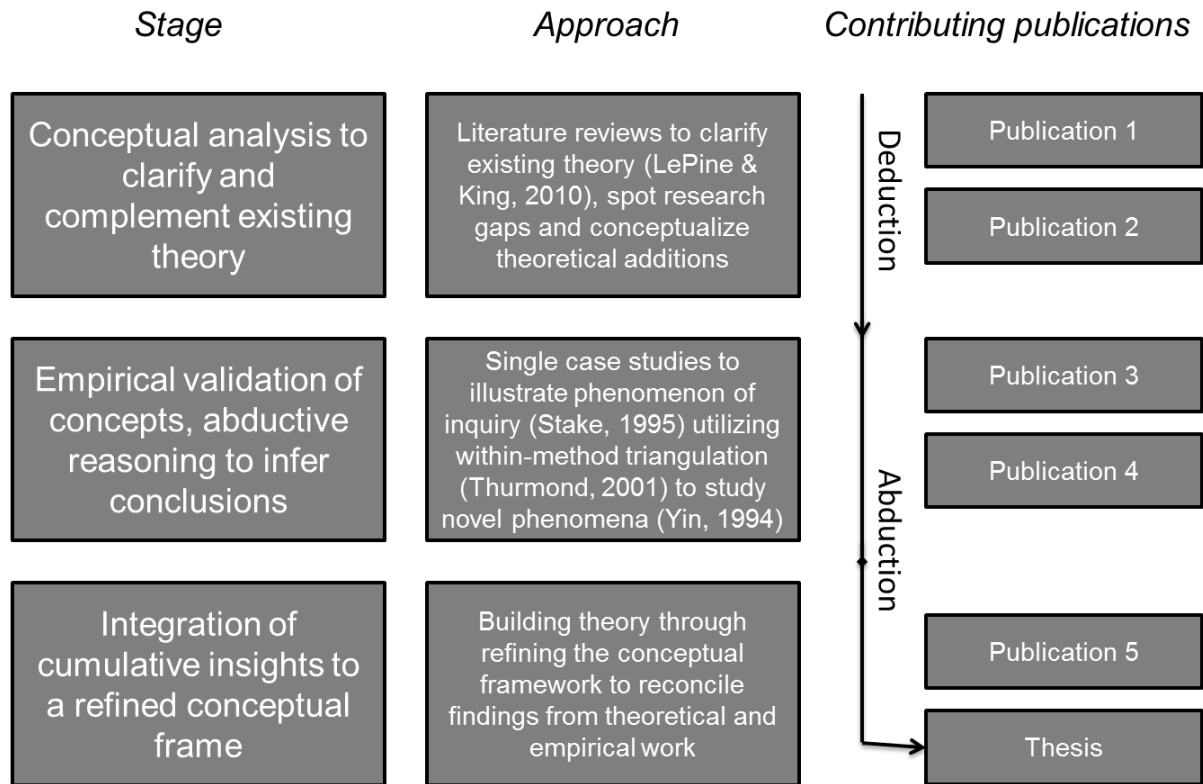 Stage
Approach
Contributing publications
Conceptual analysis to
clarify and
complement existing
theory
Literature reviews to clarify
existing theory (LePine &
King, 2010), spot research
gaps and conceptualize
theoretical additions
Deduction
Publication 1
Publication 2
Empirical validation of
concepts, abductive
reasoning to infer
conclusions
Single case studies to
illustrate phenomenon of
inquiry (Stake, 1995) utilizing
within-method triangulation
(Thurmond, 2001) to study
novel phenomena (Yin, 1994)
Abduction
Publication 3
Publication 4
Integration of
cumulative insights to
a refined conceptual
frame
Building theory through
refining the conceptual
framework to reconcile
findings from theoretical and
empirical work
Publication 5
Thesis